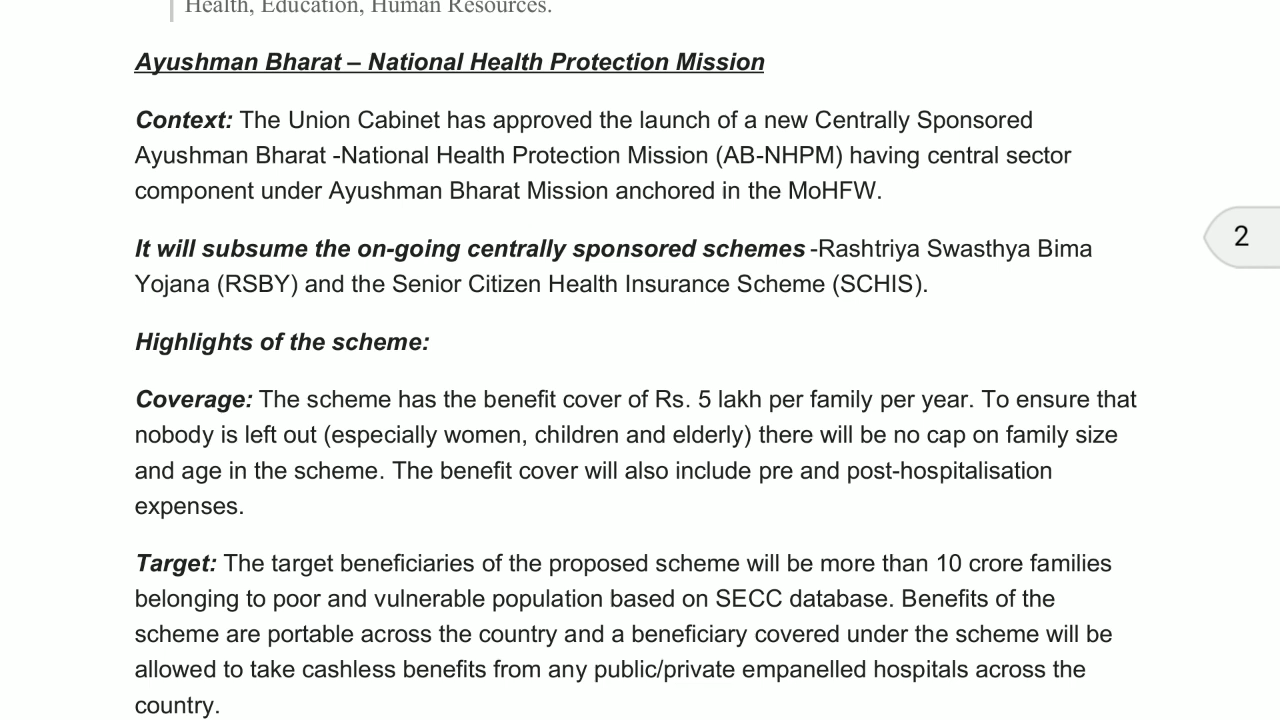 Health, Education, Human Resources.
Ayushman Bharat – National Health Protection Mission
Context: The Union Cabinet has approved the launch of a new Centrally Sponsored
Ayushman Bharat -National Health Protection Mission (AB-NHPM) having central sector
component under Ayushman Bharat Mission anchored in the MoHFW.
2
It will subsume the on-going centrally sponsored schemes -Rashtriya Swasthya Bima
Yojana (RSBY) and the Senior Citizen Health Insurance Scheme (SCHIS).
Highlights of the scheme:
Coverage: The scheme has the benefit cover of Rs. 5 lakh per family per year. To ensure that
nobody is left out (especially women, children and elderly) there will be no cap on family size
and age in the scheme. The benefit cover will also include pre and post-hospitalisation
expenses.
Target: The target beneficiaries of the proposed scheme will be more than 10 crore families
belonging to poor and vulnerable population based on SECC database. Benefits of the
scheme are portable across the country and a beneficiary covered under the scheme will be
allowed to take cashless benefits from any public/private empanelled hospitals across the
country.